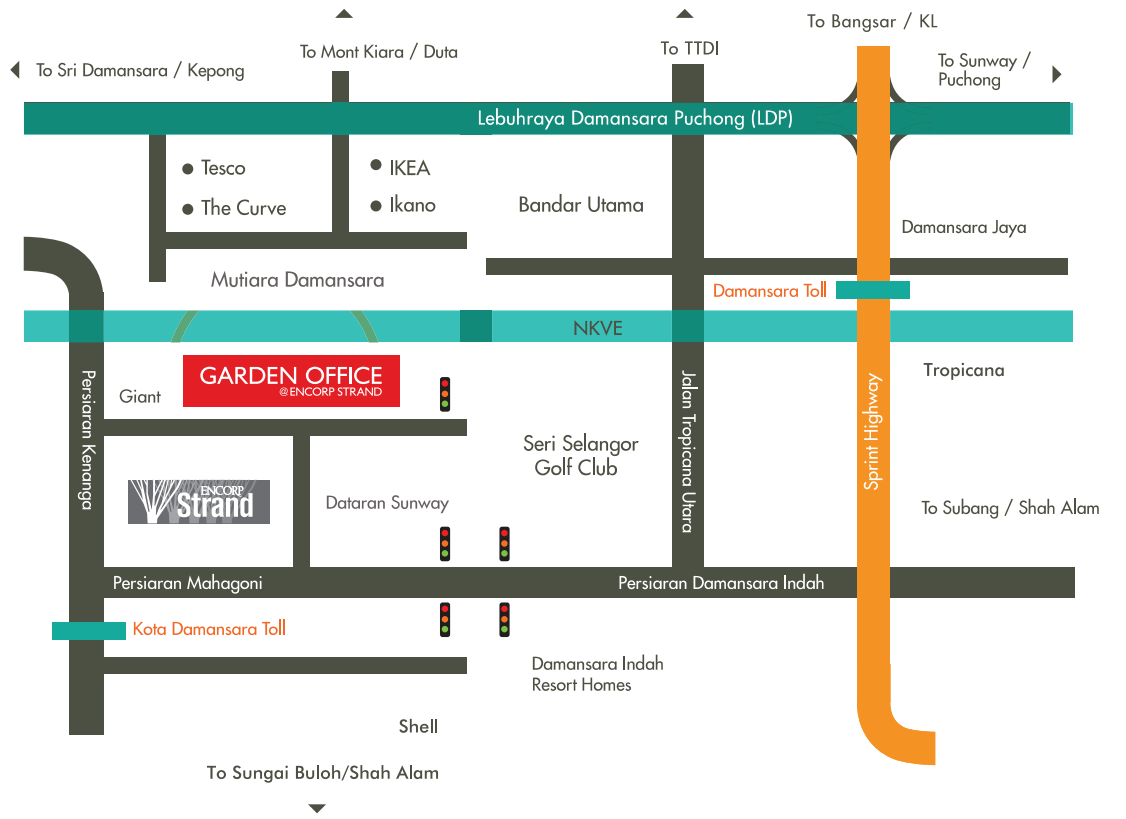 To Bangsar / KL
To Mont Kiara / Duta
To TTDI
To Sri Damansara / Kepong
To Sunway /
Puchong
Lebuhraya Damansara Puchong (LDP)
Tesco
IKEA
The Curve
Ikano
Bandar Utama
Damansara Jaya
Mutiara Damansara
Damansara Toll
NKVE
GARDEN OFFICE
@ENCORP STRAND
Tropicana
Giant
Persiaran Kenanga
Jalan Tropicana Utara
Sprint Highway
Seri Selangor
Golf Club
ENCORP
Strand
Dataran Sunway
To Subang / Shah Alam
Persiaran Mahagoni
Persiaran Damansara Indah
Kota Damansara Toll
Damansara Indah
Resort Homes
Shell
To Sungai Buloh/Shah Alam